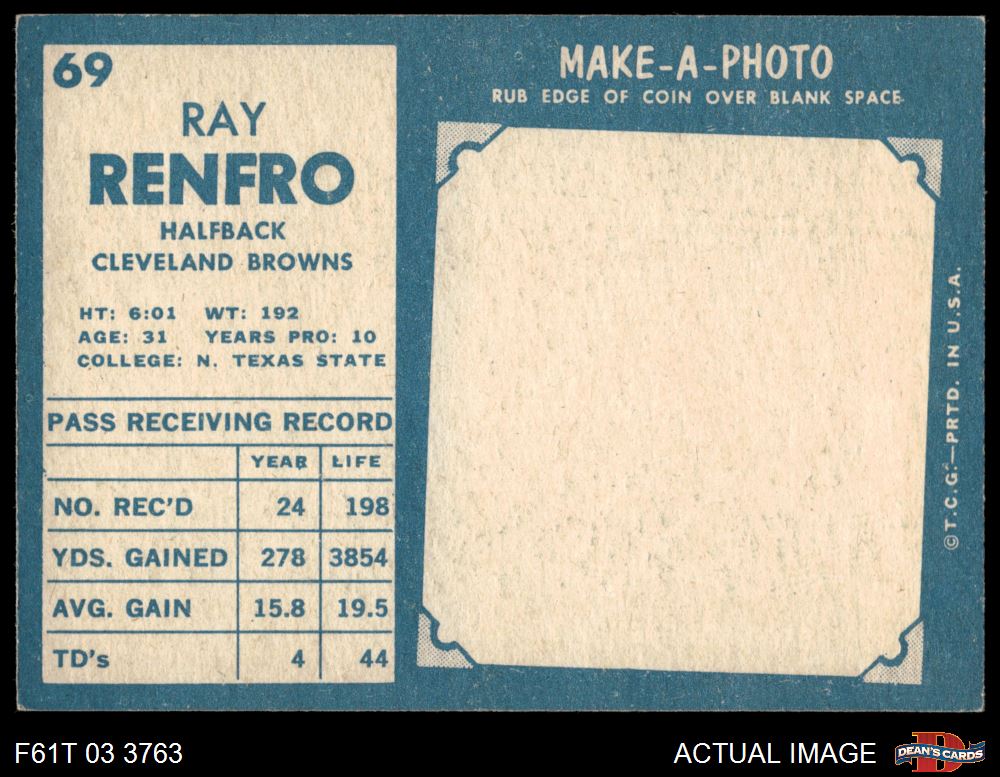 69
RAY
RENFRO
HALFBACK
CLEVELAND BROWNS
HT: 6:01 WT: 192
AGE: 31 YEARS PRO: 10
COLLEGE: N. TEXAS STATE
PASS RECEIVING RECORD
YEAR LIFE
NO. REC'D 24 198
YDS. GAINED 278 3854
AVG. GAIN 15.8 19.5
TD's 4 44
MAKE-A-PHOTO
RUB EDGE OF COIN OVER BLANK SPACE
©T.C.G.—PRTD. IN U.S.A.
F61T 03 3763
ACTUAL IMAGE
D
DEAN'S CARDS